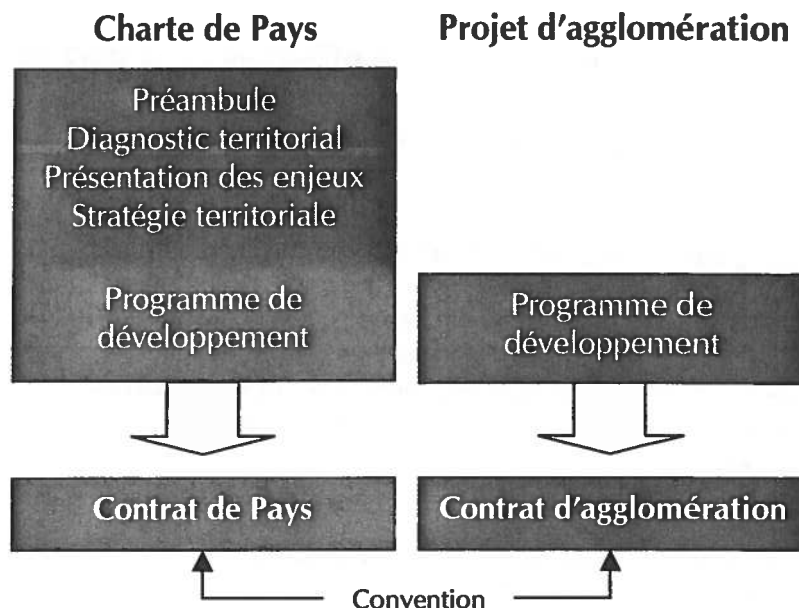 Charte de Pays
Projet d'agglomération
Préambule
Diagnostic territorial
Présentation des enjeux
Stratégie territoriale
Programme de
développement
Programme de
développement
Contrat de Pays
Contrat d'agglomération
Convention